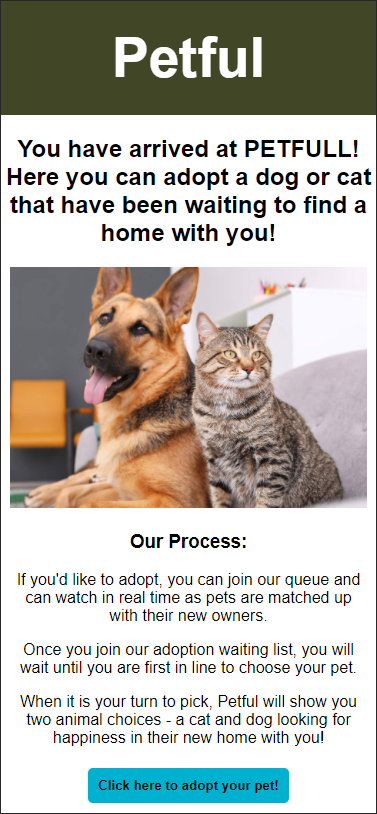 Petful
You have arrived at PETFULL!
Here you can adopt a dog or cat
that have been waiting to find a
home with you!
Our Process:
If you'd like to adopt, you can join our queue and
can watch in real time as pets are matched up
with their new owners.
Once you join our adoption waiting list, you will
wait until you are first in line to choose your pet.
When it is your turn to pick, Petful will show you
two animal choices - a cat and dog looking for
happiness in their new home with you!
Click here to adopt your pet!